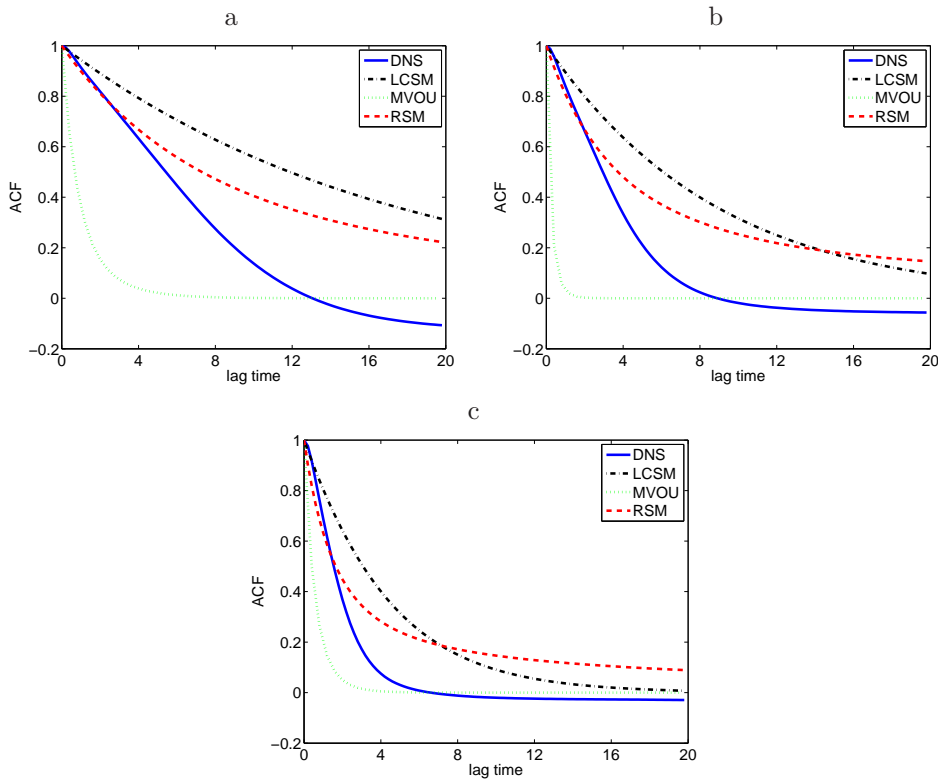 a
1
0.8
0.6
0.4
0.2
0
−0.2
ACF
0 4 8 12 16 20
lag time
DNS
LCSM
MVOU
RSM
b
1
0.8
0.6
0.4
0.2
0
−0.2
ACF
0 4 8 12 16 20
lag time
DNS
LCSM
MVOU
RSM
c
1
0.8
0.6
0.4
0.2
0
−0.2
ACF
0 4 8 12 16 20
lag time
DNS
LCSM
MVOU
RSM